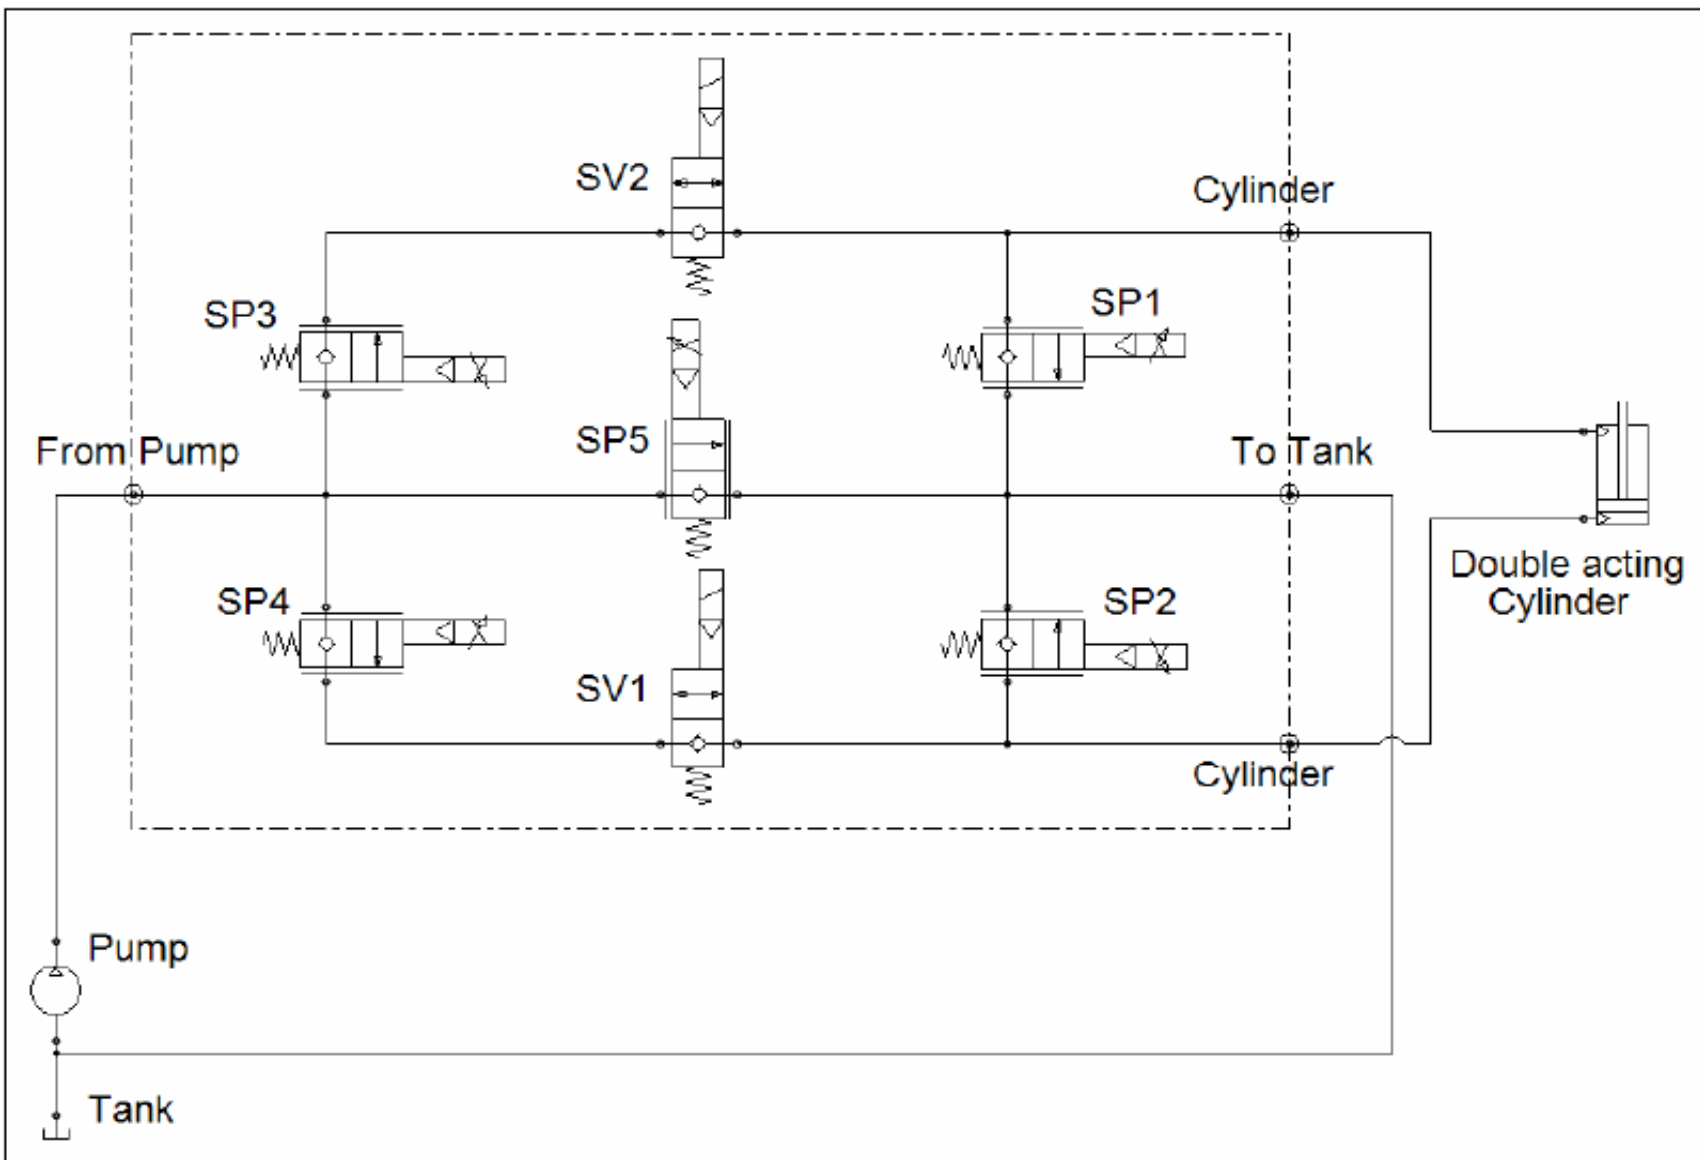 SV2
Cylinder
SP3
SP1
From Pump
SP5
To Tank
SP4
SP2
Double acting
Cylinder
SV1
Cylinder
Pump
Tank